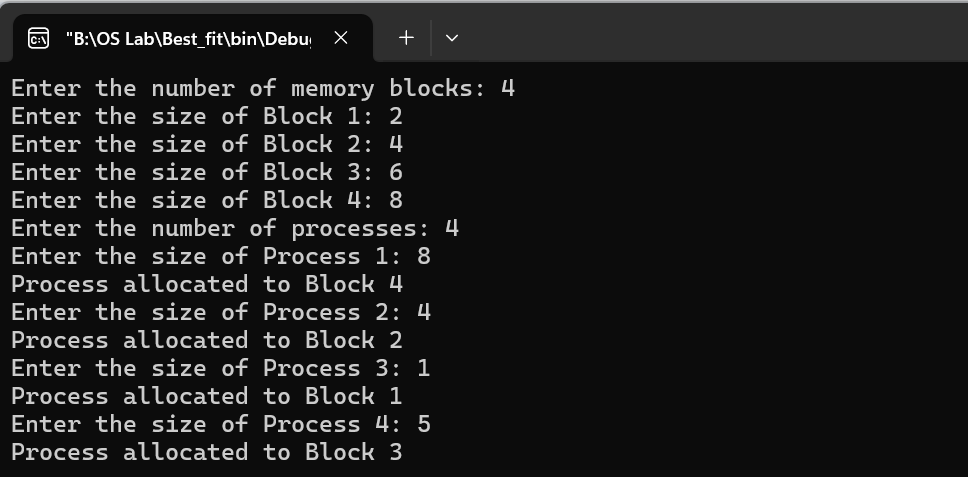 "B:\OS Lab\Best_fit\bin\Debu
Enter the number of memory blocks: 4
Enter the size of Block 1: 2
Enter the size of Block 2: 4
Enter the size of Block 3: 6
Enter the size of Block 4: 8
Enter the number of processes: 4
Enter the size of Process 1: 8
Process allocated to Block 4
Enter the size of Process 2: 4
Process allocated to Block 2
Enter the size of Process 3: 1
Process allocated to Block 1
Enter the size of Process 4: 5
Process allocated to Block 3